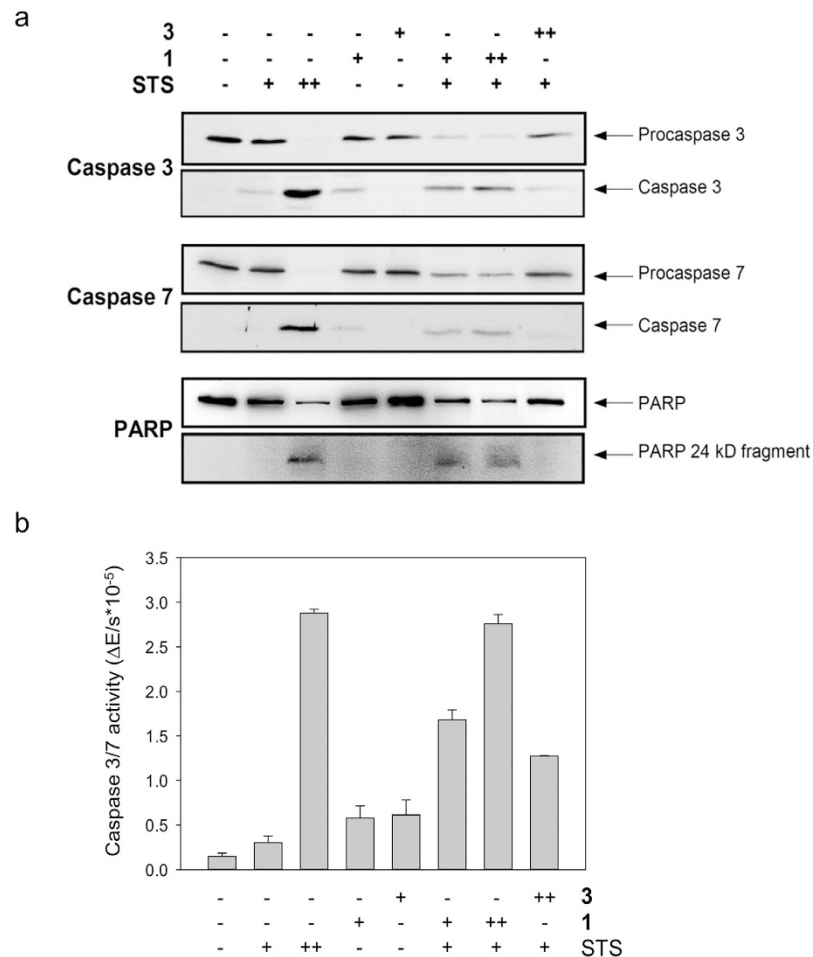 a
3 - - - - + - - ++
1 - - - + - + ++ -
STS - + ++ - - + + +
Caspase 3
Procaspase 3
Caspase 3
Caspase 7
Procaspase 7
Caspase 7
PARP
PARP
PARP 24 kD fragment
b
Caspase 3/7 activity (ΔE/s*10⁻⁵)
3.5
3.0
2.5
2.0
1.5
1.0
0.5
0.0
- - - - + - - ++ 3
- - - + - + ++ - 1
- + ++ - - + + + STS